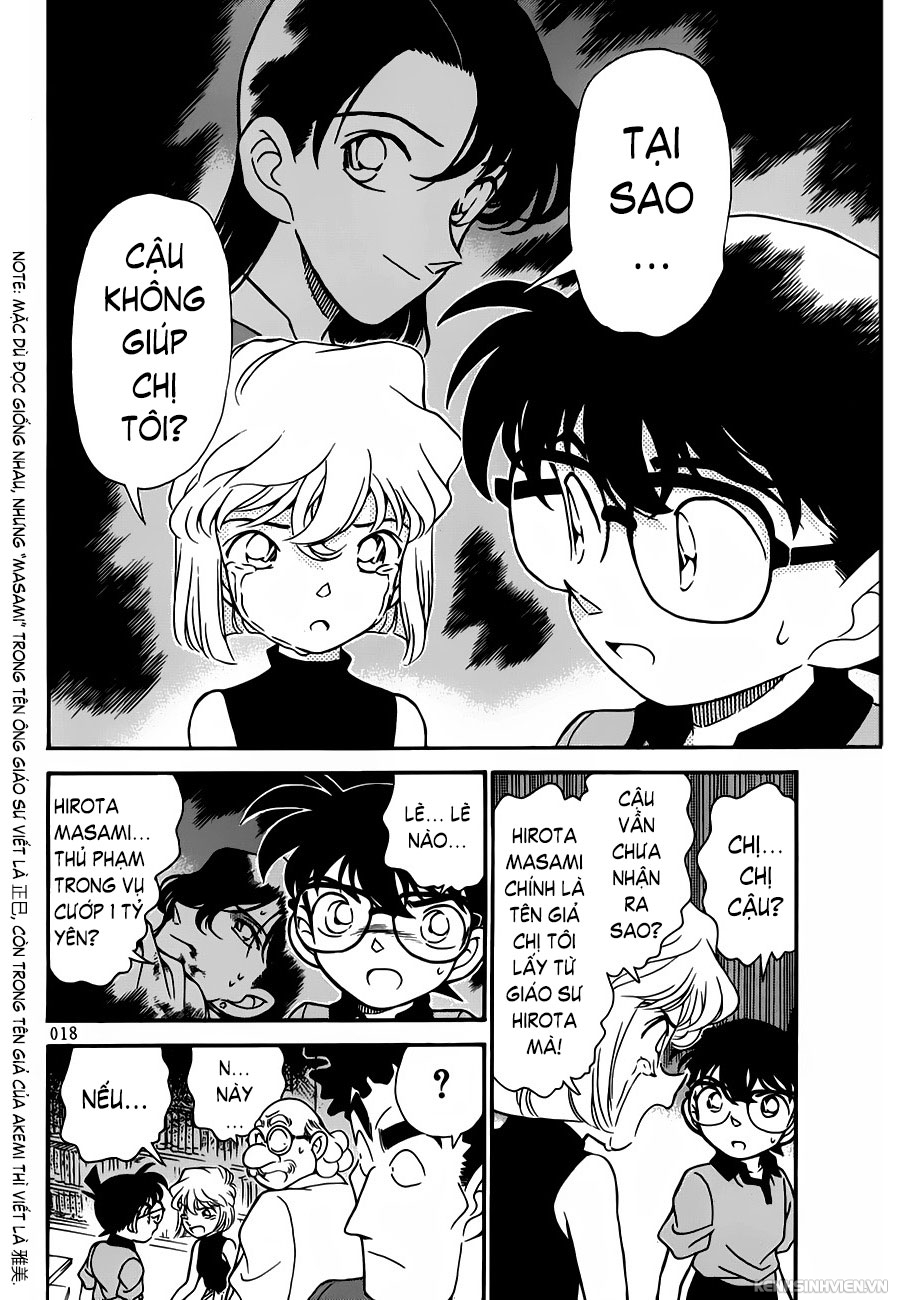 TẠI
SAO
...
CẬU
KHÔNG
GIÚP
CHỊ
TÔI?
CHỊ...
CHỊ
CẬU?
CẬU
VẪN
CHƯA
NHẬN
RA
SAO?
HIROTA
MASAMI
CHÍNH LÀ
TÊN GIẢ
CHỊ TÔI
LẤY TỪ
GIÁO SƯ
HIROTA
MÀ!
LẼ... LẼ
NÀO...
HIROTA
MASAMI...
THỦ PHẠM
TRONG VỤ
CƯỚP 1 TỶ
YÊN?
018
?
N...
NÀY
...
NẾU...
NOTE: MẶC DÙ ĐỌC GIỐNG NHAU, NHƯNG "MASAMI" TRONG TÊN ÔNG GIÁO SƯ VIẾT LÀ 正巳, CÒN TRONG TÊN GIẢ CỦA AKEMI THÌ VIẾT LÀ 雅美.
KENHSINHVIEN.VN